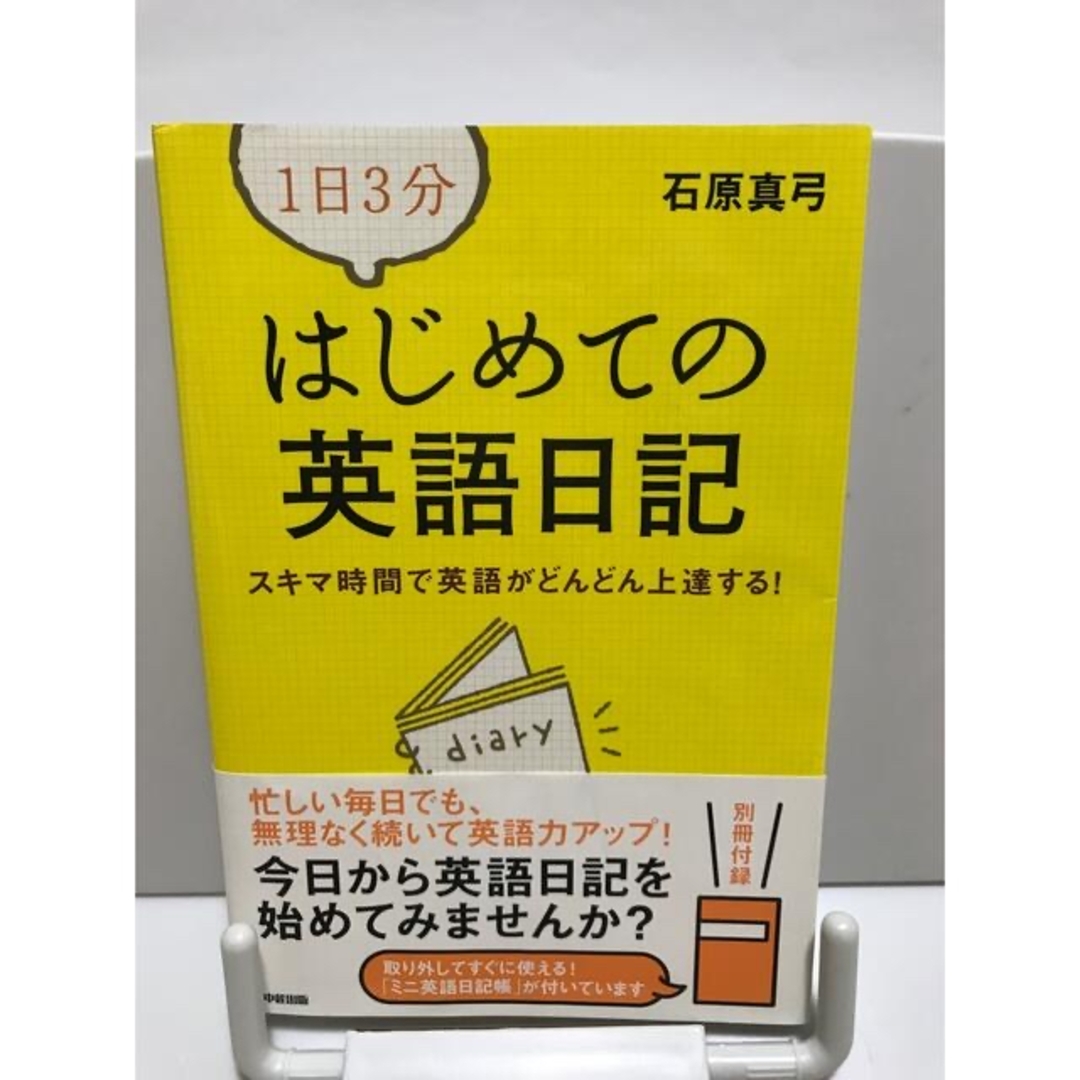 1日3分
石原真弓
はじめての
英語日記
スキマ時間で英語がどんどん上達する!
diary
忙しい毎日でも、
無理なく続いて英語力アップ!
今日から英語日記を
始めてみませんか?
別冊付録
取り外してすぐに使える!
「ミニ英語日記帳」が付いています
中経出版